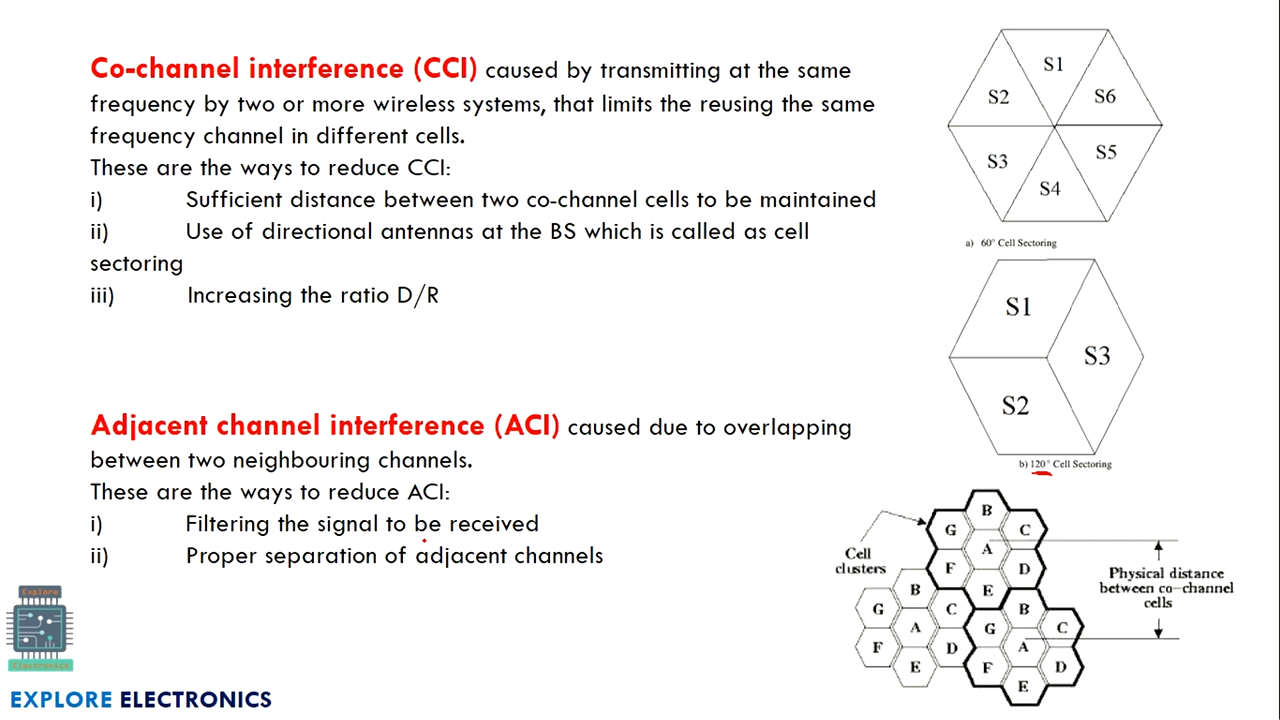 Co-channel interference (CCI) caused by transmitting at the same
frequency by two or more wireless systems, that limits the reusing the same
frequency channel in different cells.
These are the ways to reduce CCI:
i) Sufficient distance between two co-channel cells to be maintained
ii) Use of directional antennas at the BS which is called as cell
sectoring
iii) Increasing the ratio D/R
Adjacent channel interference (ACI) caused due to overlapping
between two neighbouring channels.
These are the ways to reduce ACI:
i) Filtering the signal to be received
ii) Proper separation of adjacent channels
S1
S2
S6
S3
S5
S4
a) 60° Cell Sectoring
S1
S3
S2
b) 120° Cell Sectoring
Cell
clusters
B
G
C
A
F
D
E
B
G
C
A
F
D
E
B
G
C
A
F
D
E
Physical distance
between co-channel
cells
Explore
Electronics
EXPLORE ELECTRONICS